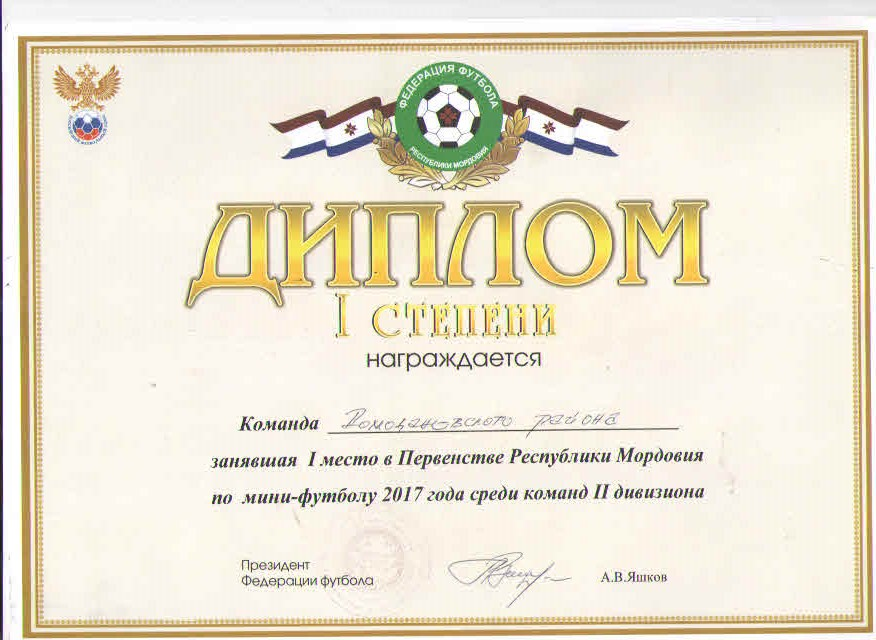 ФЕДЕРАЦИЯ ФУТБОЛА
РЕСПУБЛИКИ МОРДОВИЯ
ДИПЛОМ
I СТЕПЕНИ
награждается
Команда Ромодановского района
занявшая I место в Первенстве Республики Мордовия
по мини-футболу 2017 года среди команд II дивизиона
Президент
Федерации футбола
А.В.Яшков